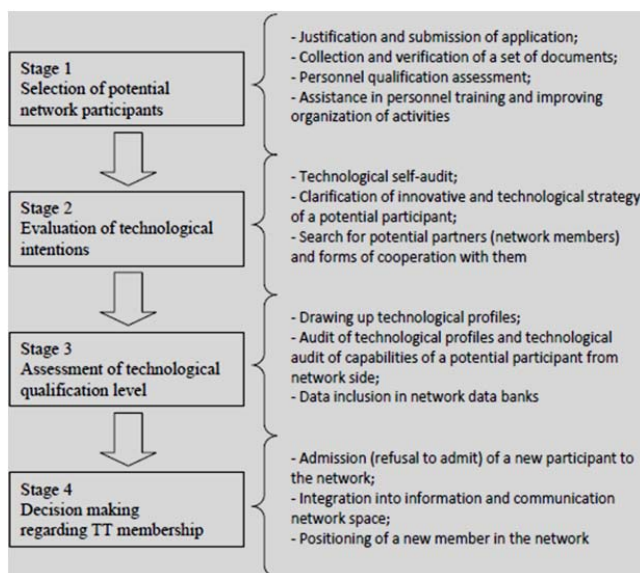 Stage 1
Selection of potential
network participants
- Justification and submission of application;
- Collection and verification of a set of documents;
- Personnel qualification assessment;
- Assistance in personnel training and improving
organization of activities
Stage 2
Evaluation of technological
intentions
- Technological self-audit;
- Clarification of innovative and technological strategy
of a potential participant;
- Search for potential partners (network members)
and forms of cooperation with them
Stage 3
Assessment of technological
qualification level
- Drawing up technological profiles;
- Audit of technological profiles and technological
audit of capabilities of a potential participant from
network side;
- Data inclusion in network data banks
Stage 4
Decision making
regarding TT membership
- Admission (refusal to admit) of a new participant to
the network;
- Integration into information and communication
network space;
- Positioning of a new member in the network